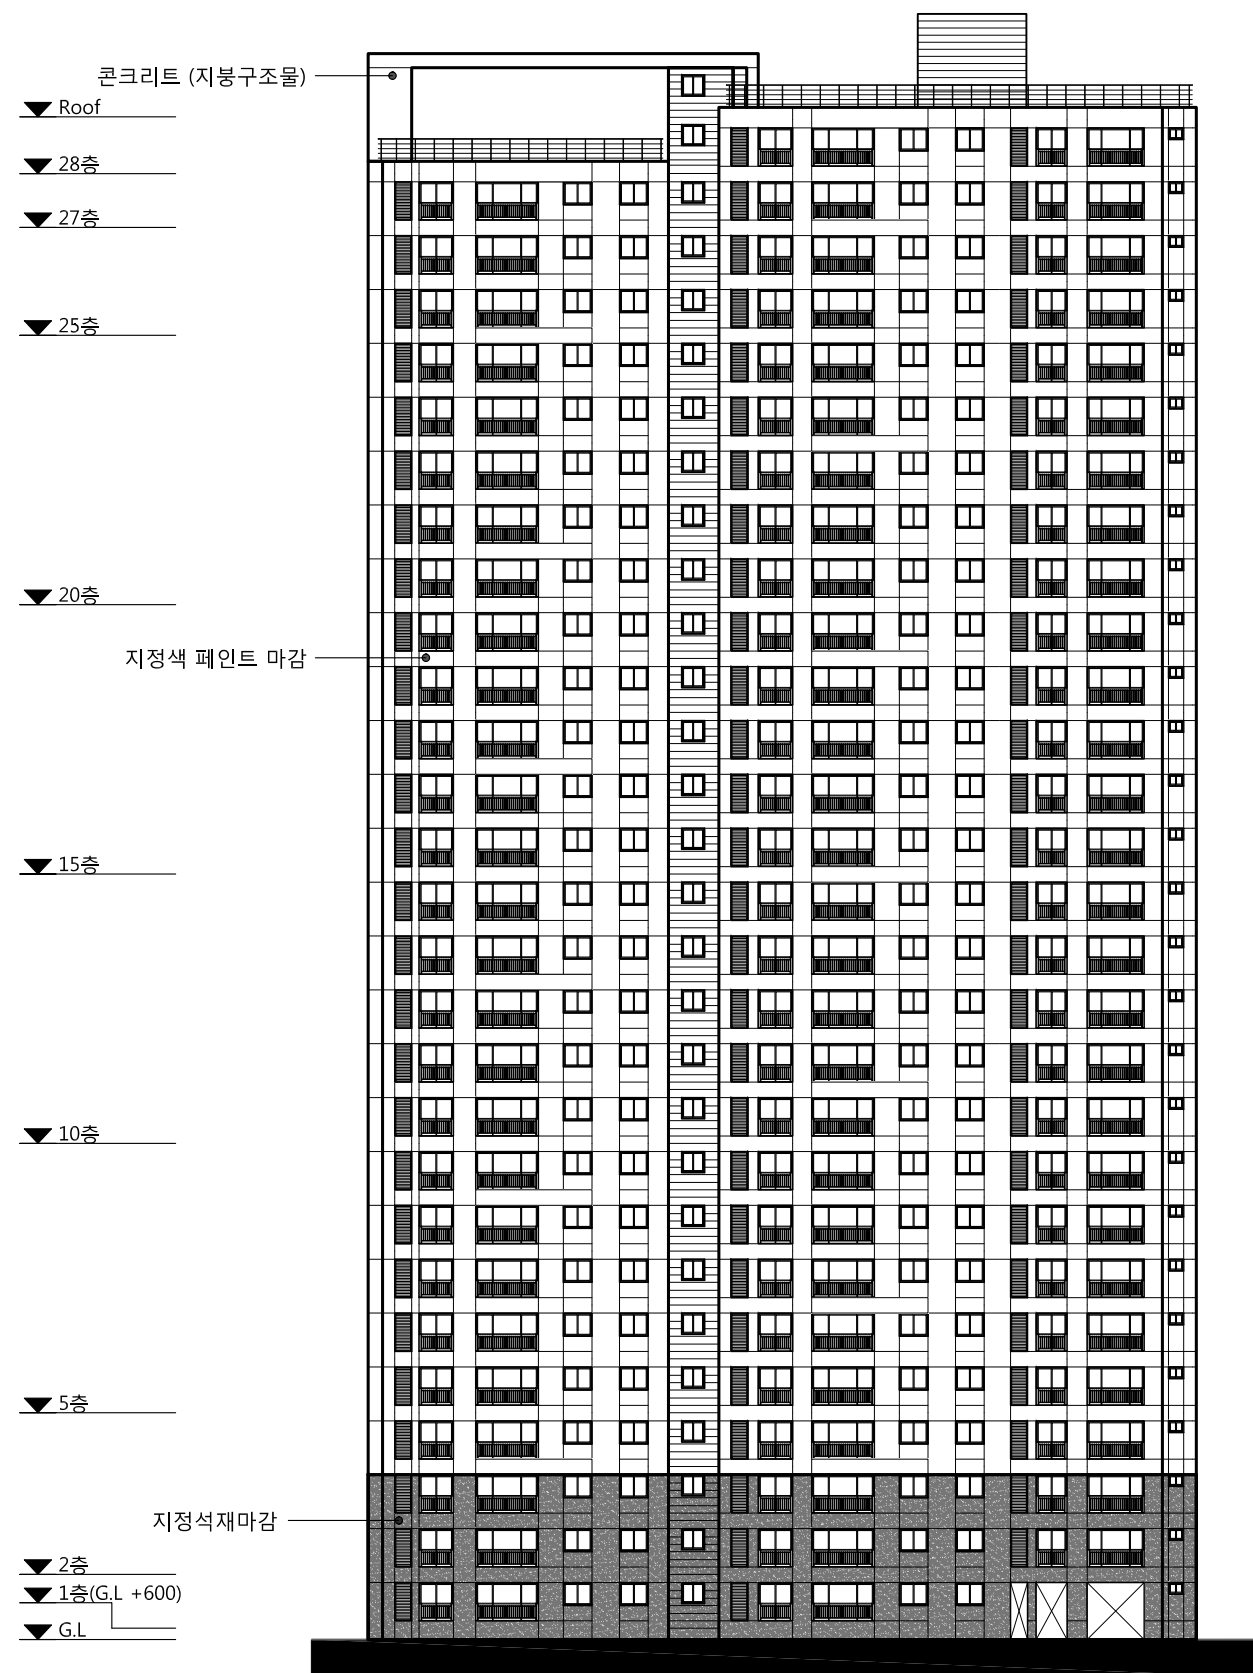 콘크리트 (지붕구조물)
Roof
28층
27층
25층
20층
지정색 페인트 마감
15층
10층
5층
지정석재마감
2층
1층(G.L +600)
G.L